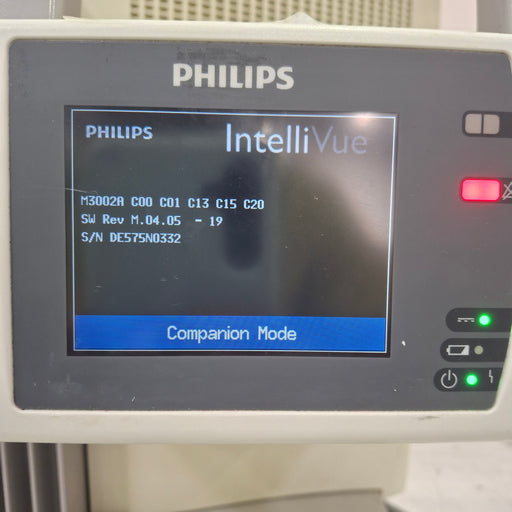 PHILIPS
PHILIPS IntelliVue
M3002A C00 C01 C13 C15 C20
SW Rev M.04.05 - 19
S/N DE575N0332
Companion Mode